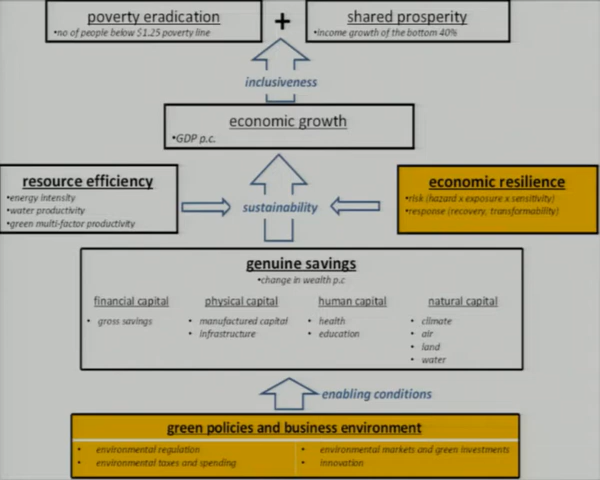 poverty eradication
•no of people below $1.25 poverty line
+
shared prosperity
•income growth of the bottom 40%
inclusiveness
economic growth
•GDP p.c.
resource efficiency
•energy intensity
•water productivity
•green multi-factor productivity
sustainability
economic resilience
•risk (hazard x exposure x sensitivity)
•response (recovery, transformability)
genuine savings
•change in wealth p.c
financial capital
• gross savings
physical capital
• manufactured capital
• infrastructure
human capital
• health
• education
natural capital
• climate
• air
• land
• water
enabling conditions
green policies and business environment
• environmental regulation
• environmental taxes and spending
• environmental markets and green investments
• innovation